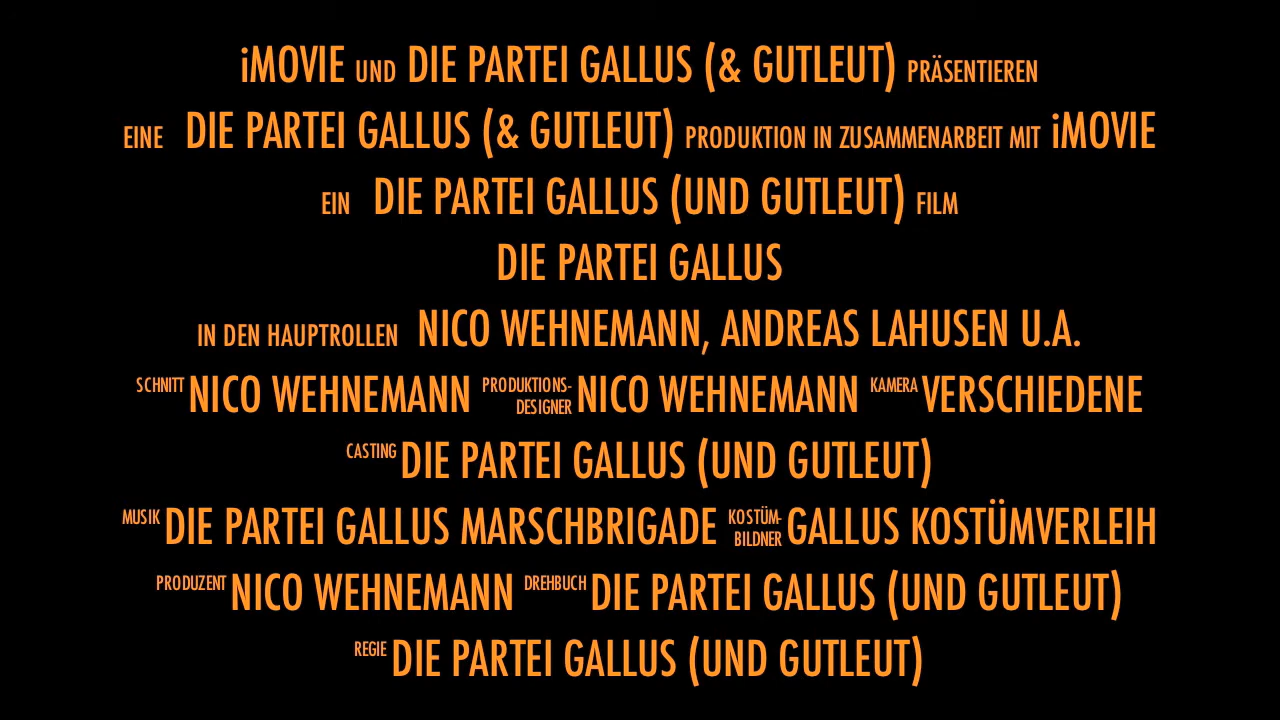 iMOVIE UND DIE PARTEI GALLUS (& GUTLEUT) PRÄSENTIEREN
EINE DIE PARTEI GALLUS (& GUTLEUT) PRODUKTION IN ZUSAMMENARBEIT MIT iMOVIE
EIN DIE PARTEI GALLUS (UND GUTLEUT) FILM
DIE PARTEI GALLUS
IN DEN HAUPTROLLEN NICO WEHNEMANN, ANDREAS LAHUSEN U.A.
SCHNITT NICO WEHNEMANN PRODUKTIONS-DESIGNER NICO WEHNEMANN KAMERA VERSCHIEDENE
CASTING DIE PARTEI GALLUS (UND GUTLEUT)
MUSIK DIE PARTEI GALLUS MARSCHBRIGADE KOSTÜM-BILDNER GALLUS KOSTÜMVERLEIH
PRODUZENT NICO WEHNEMANN DREHBUCH DIE PARTEI GALLUS (UND GUTLEUT)
REGIE DIE PARTEI GALLUS (UND GUTLEUT)